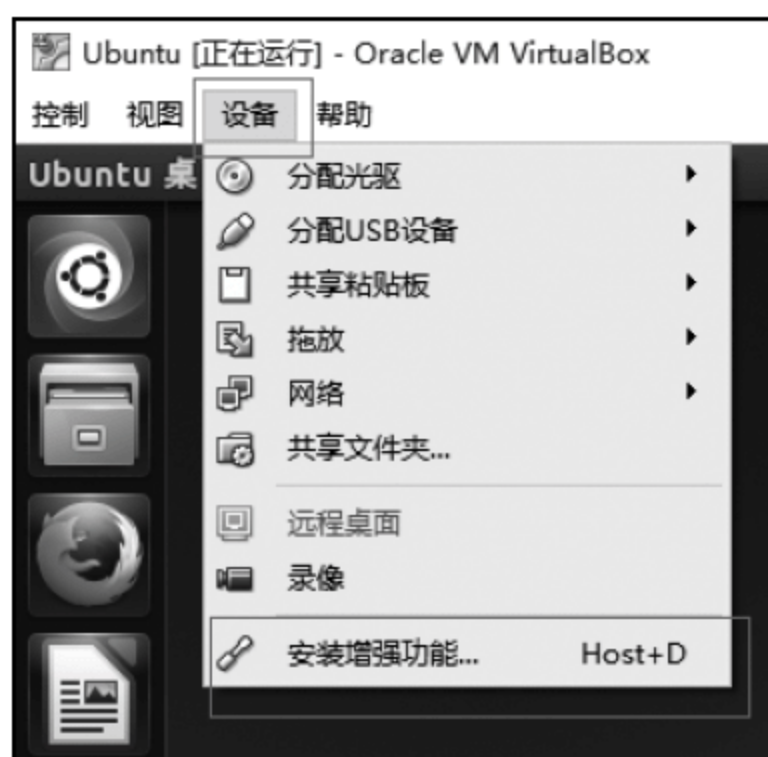 Ubuntu [正在运行] - Oracle VM VirtualBox
控制 视图 设备 帮助
Ubuntu 桌
分配光驱
分配USB设备
共享粘贴板
拖放
网络
共享文件夹...
远程桌面
录像
安装增强功能... Host+D